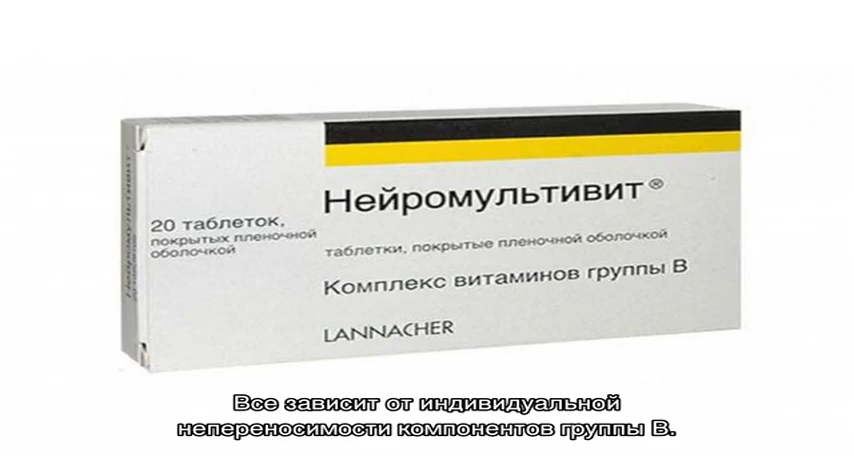 20 таблеток,
покрытых пленочной
оболочкой
Нейромультивит®
таблетки, покрытые пленочной оболочкой
Комплекс витаминов группы В
LANNACHER
Нейромультивит®
Все зависит от индивидуальной
непереносимости компонентов группы В.